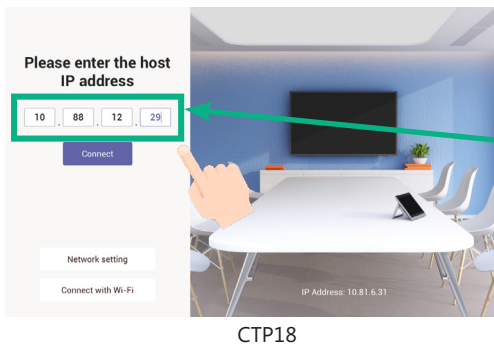 Please enter the host
IP address
10 . 88 . 12 . 29
Connect
Network setting
Connect with Wi-Fi
IP Address: 10.81.6.31
CTP18